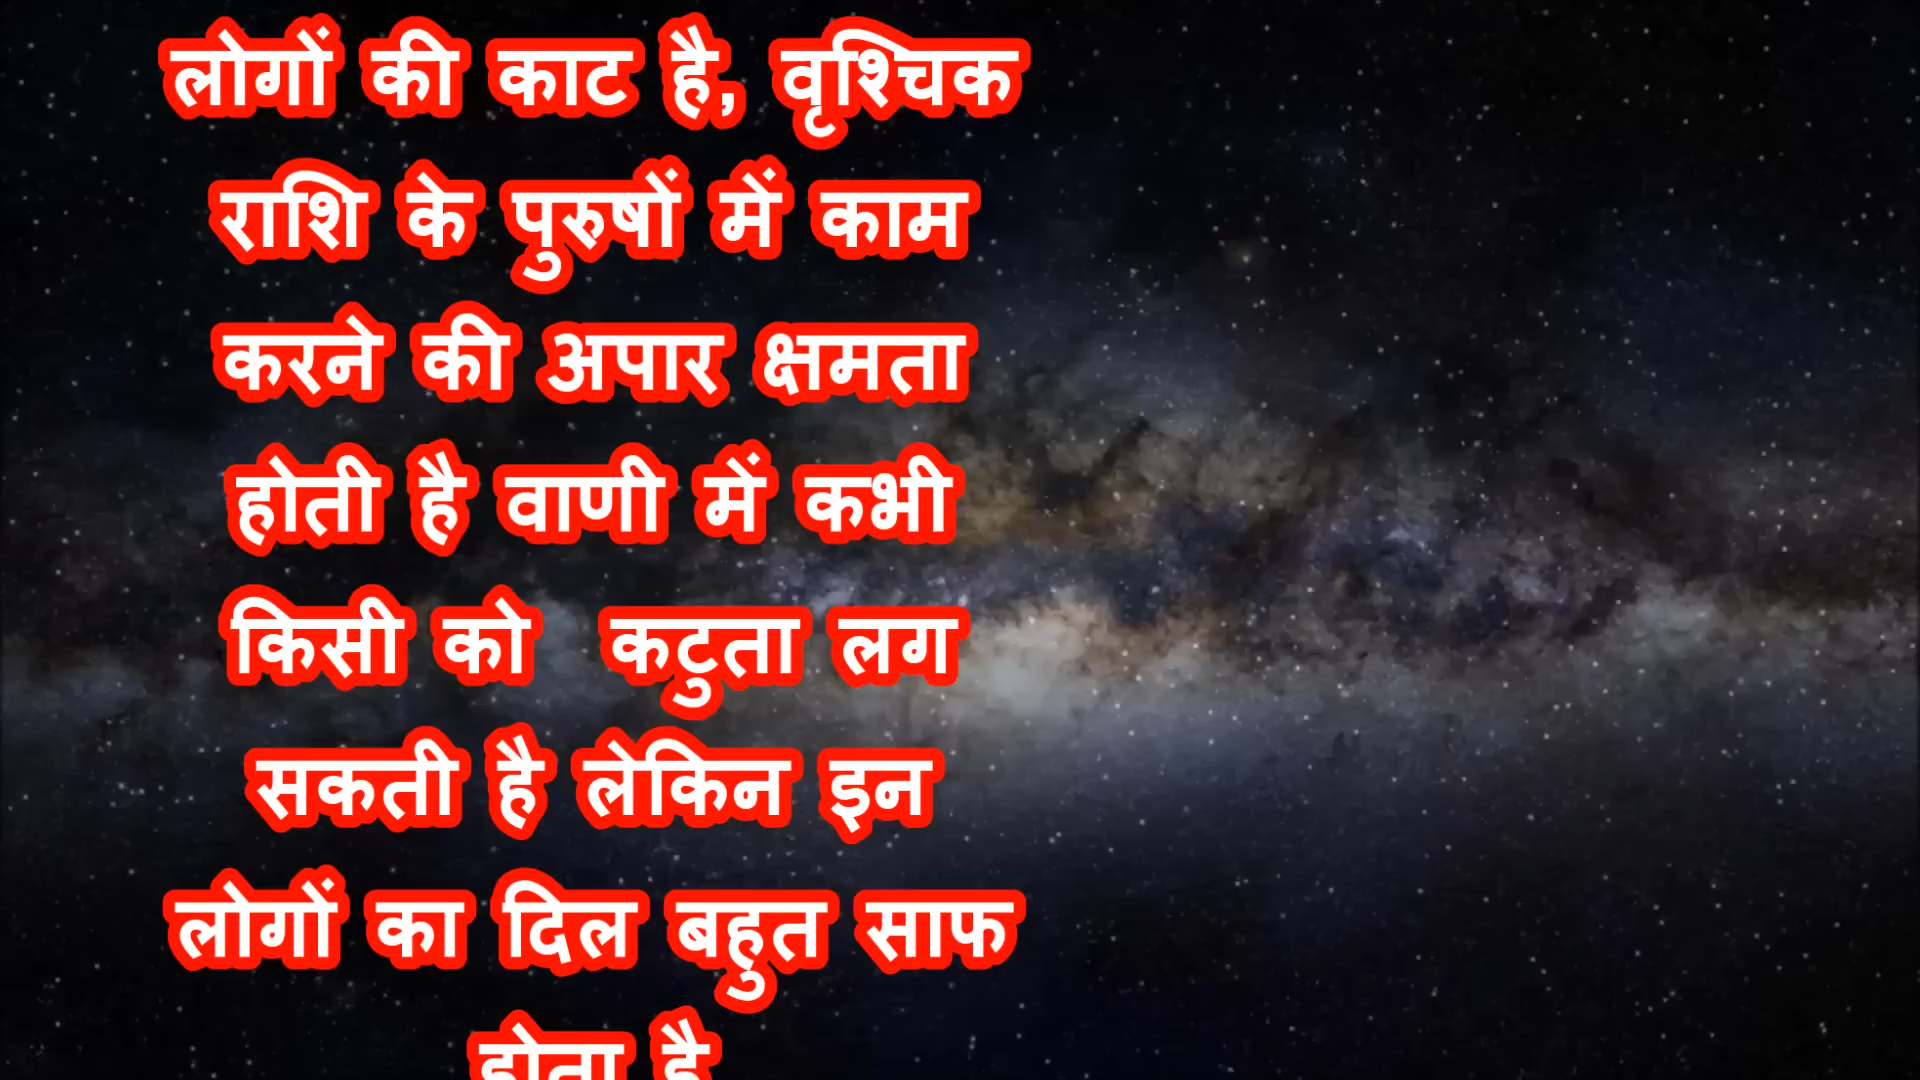 लोगों की काट है, वृश्चिक
राशि के पुरुषों में काम
करने की अपार क्षमता
होती है वाणी में कभी
किसी को कटुता लग
सकती है लेकिन इन
लोगों का दिल बहुत साफ
होता है